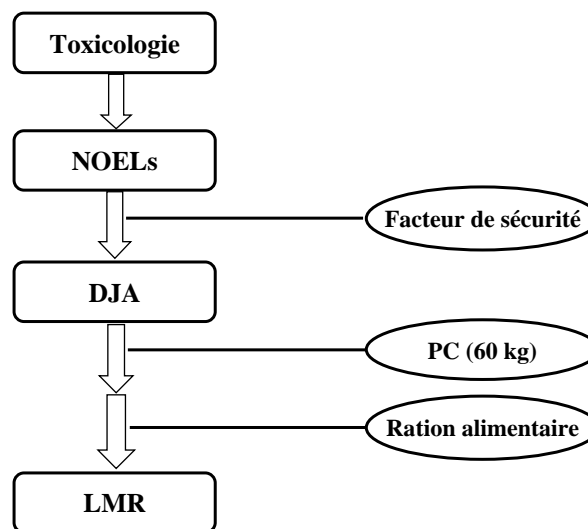 Toxicologie
NOELs
Facteur de sécurité
DJA
PC (60 kg)
Ration alimentaire
LMR